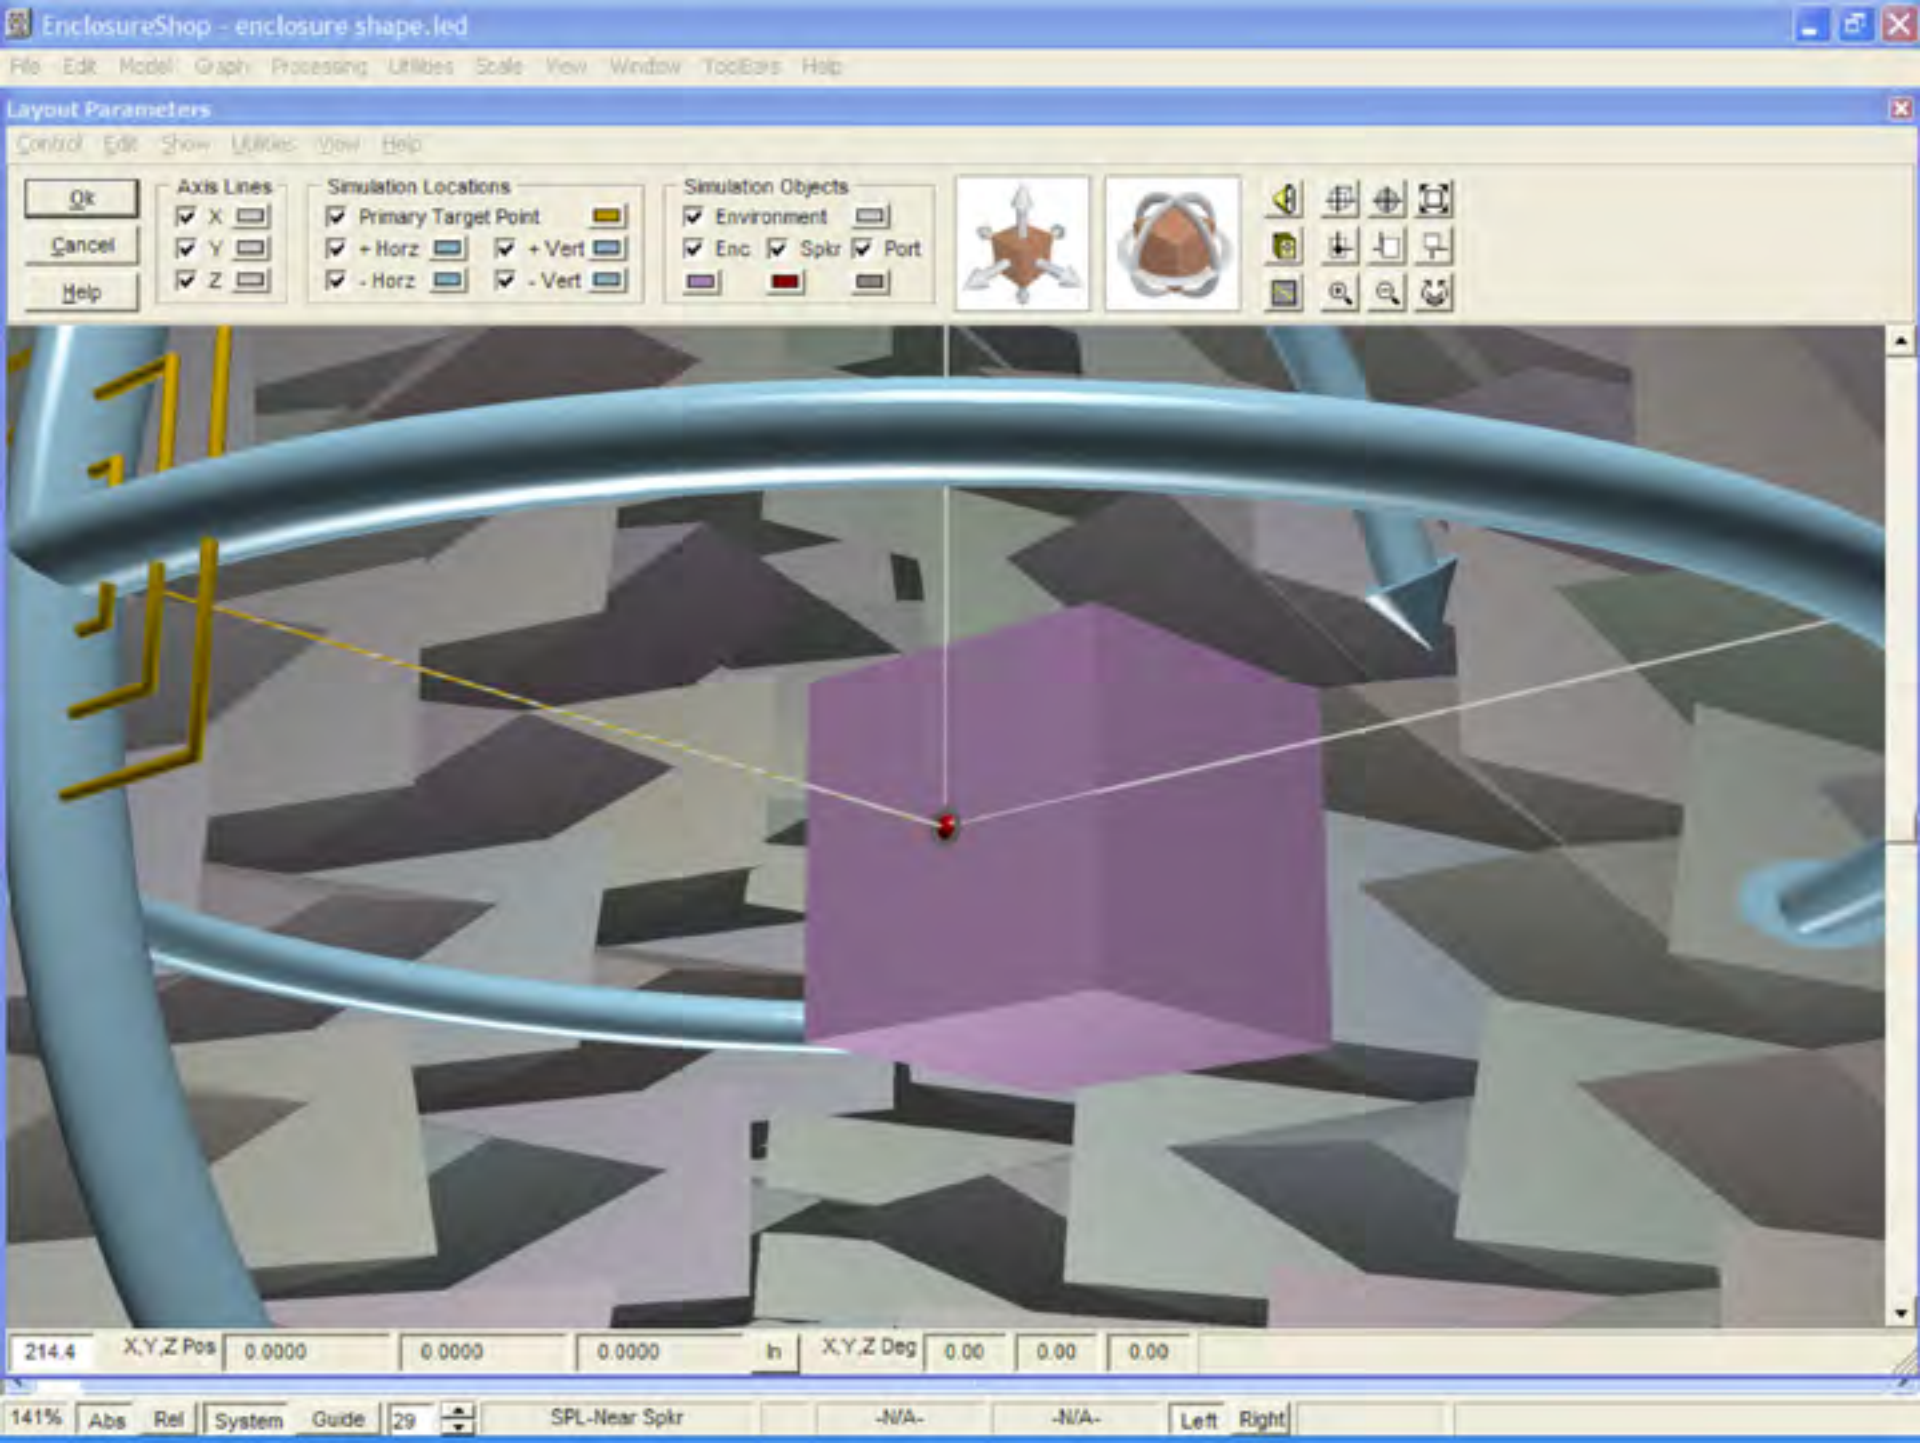 EnclosureShop - enclosure shape.led
File Edit Model Graph Processing Utilities Scale View Window ToolBars Help
Layout Parameters
Control Edit Show Utilities View Help
Ok
Cancel
Help
Axis Lines
X
Y
Z
Simulation Locations
Primary Target Point
+ Horz + Vert
- Horz - Vert
Simulation Objects
Environment
Enc Spkr Port
214.4 X,Y,Z Pos 0.0000 0.0000 0.0000 In X,Y,Z Deg 0.00 0.00 0.00
141% Abs Rel System Guide 29 SPL-Near Spkr -N/A- -N/A- Left Right